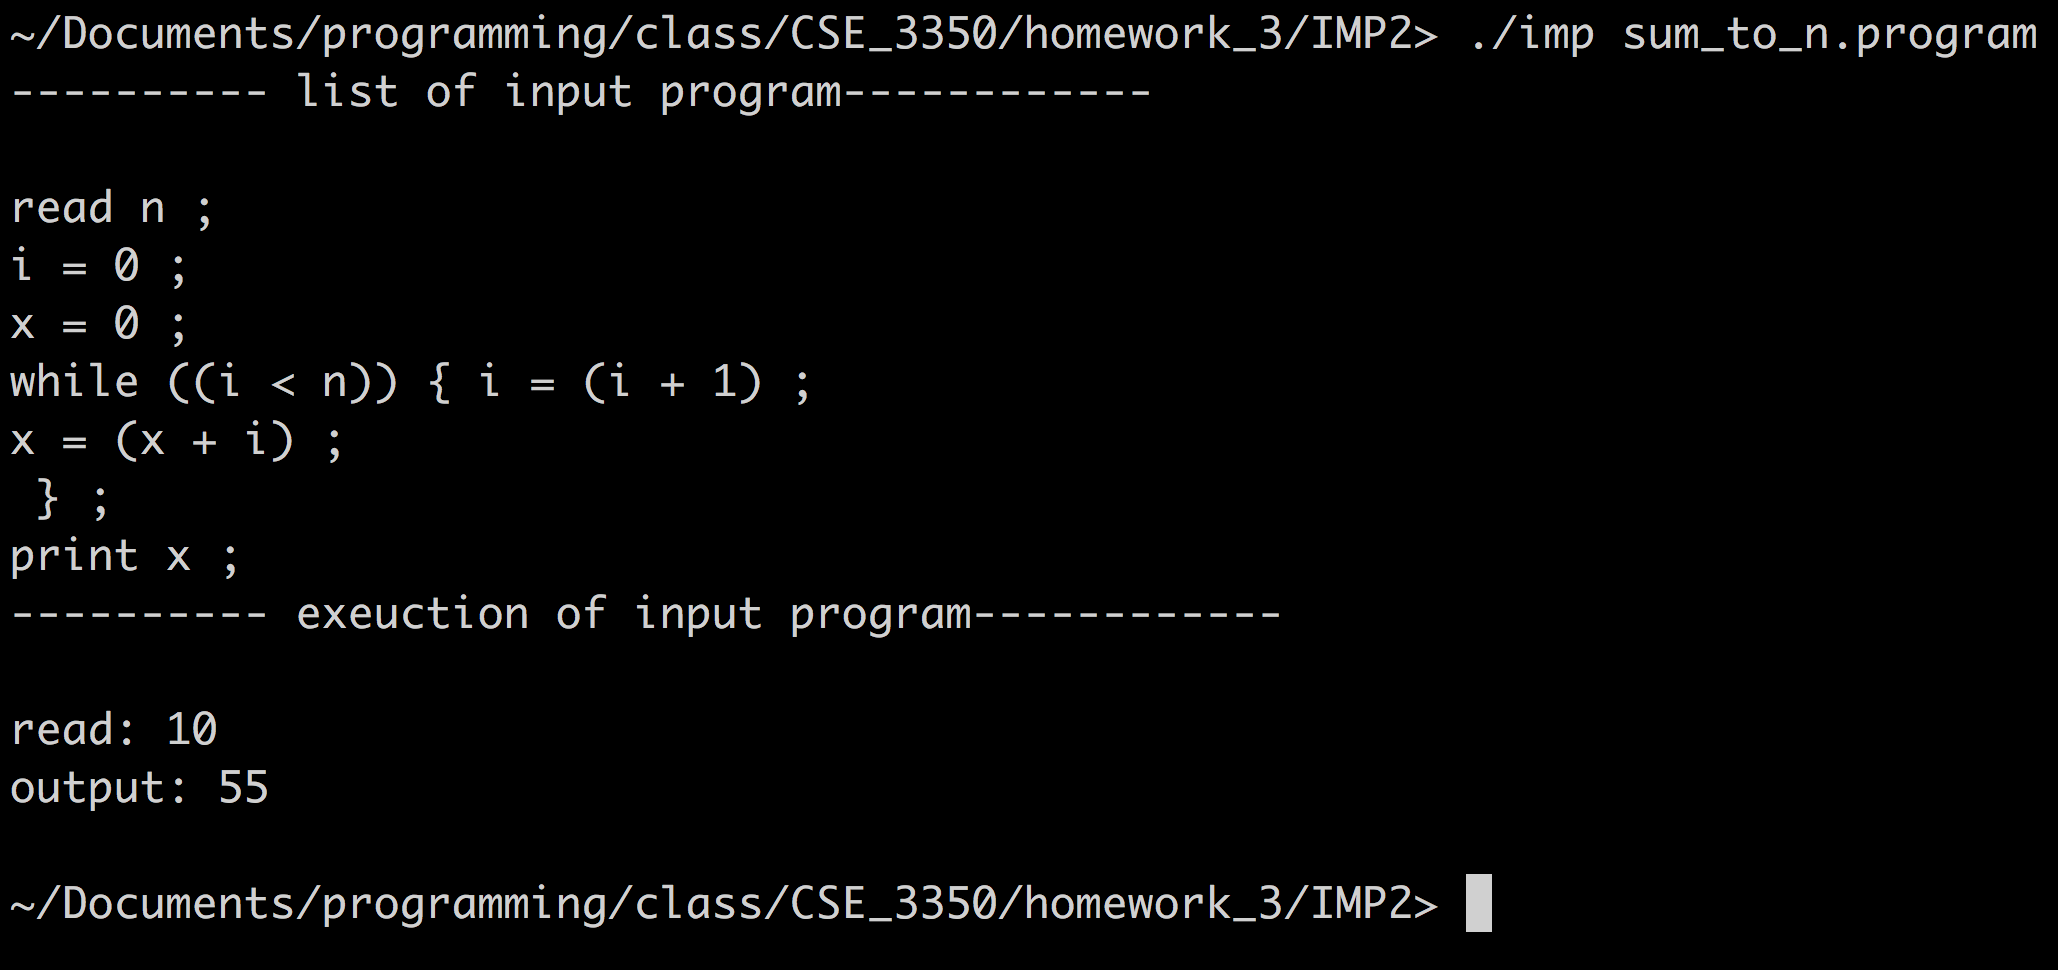 ~/Documents/programming/class/CSE_3350/homework_3/IMP2> ./imp sum_to_n.program
---------- list of input program------------
read n ;
i = 0 ;
x = 0 ;
while ((i < n)) { i = (i + 1) ;
x = (x + i) ;
 } ;
print x ;
---------- exeuction of input program------------
read: 10
output: 55
~/Documents/programming/class/CSE_3350/homework_3/IMP2>